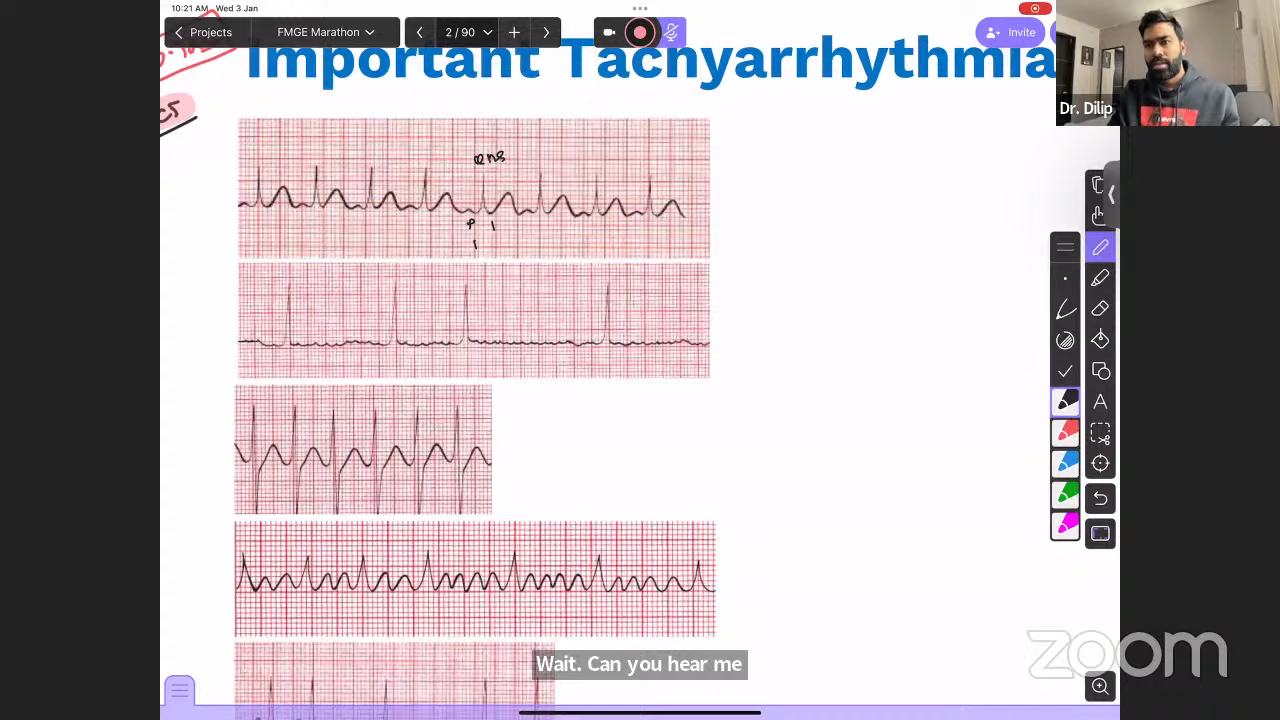 10:21 AM Wed 3 Jan
Projects
FMGE Marathon
2 / 90
Invite
Important Tachyarrhythmia
Dr. Dilip
qrs
P
A
Wait. Can you hear me
zoom